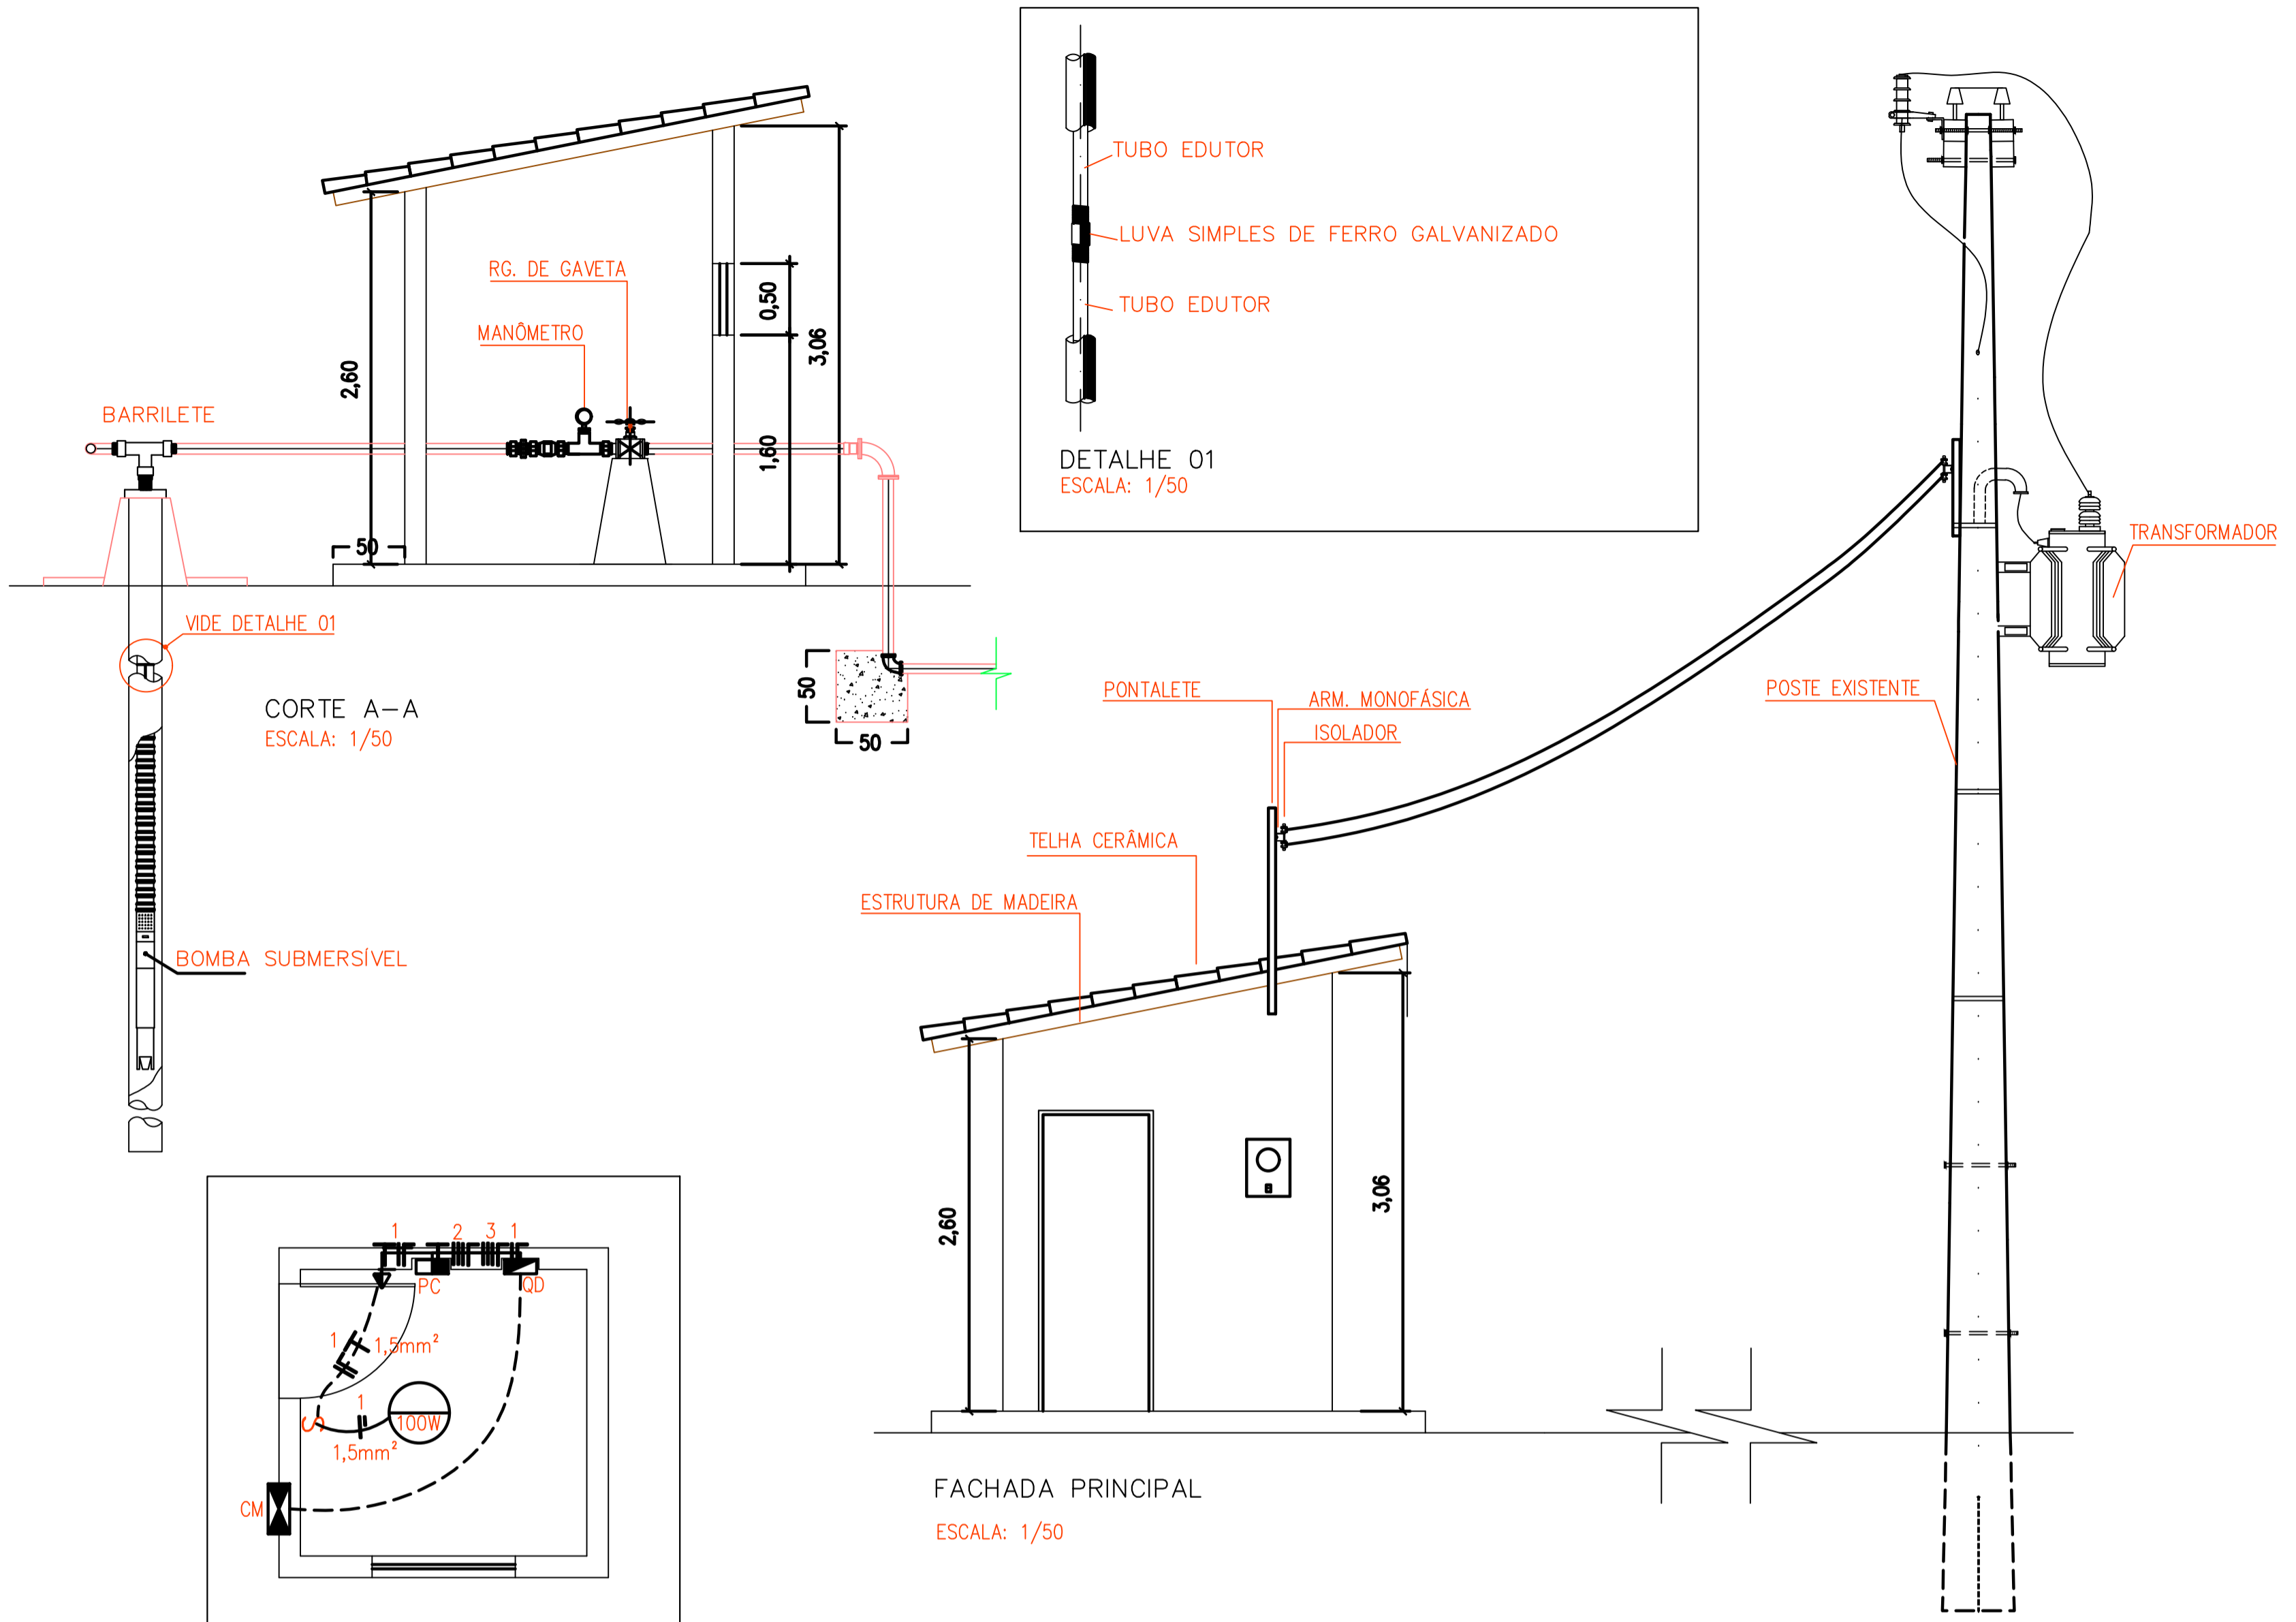 RG. DE GAVETA
MANÔMETRO
BARRILETE
2,60
0,50
3,06
1,60
50
VIDE DETALHE 01
CORTE A-A
ESCALA: 1/50
50
50
BOMBA SUBMERSÍVEL
TUBO EDUTOR
LUVA SIMPLES DE FERRO GALVANIZADO
TUBO EDUTOR
DETALHE 01
ESCALA: 1/50
TRANSFORMADOR
POSTE EXISTENTE
PONTALETE
ARM. MONOFÁSICA
ISOLADOR
TELHA CERÂMICA
ESTRUTURA DE MADEIRA
2,60
3,06
FACHADA PRINCIPAL
ESCALA: 1/50
1 2 3 1
PC
QD
1
1,5mm²
1
S
100W
1,5mm²
CM